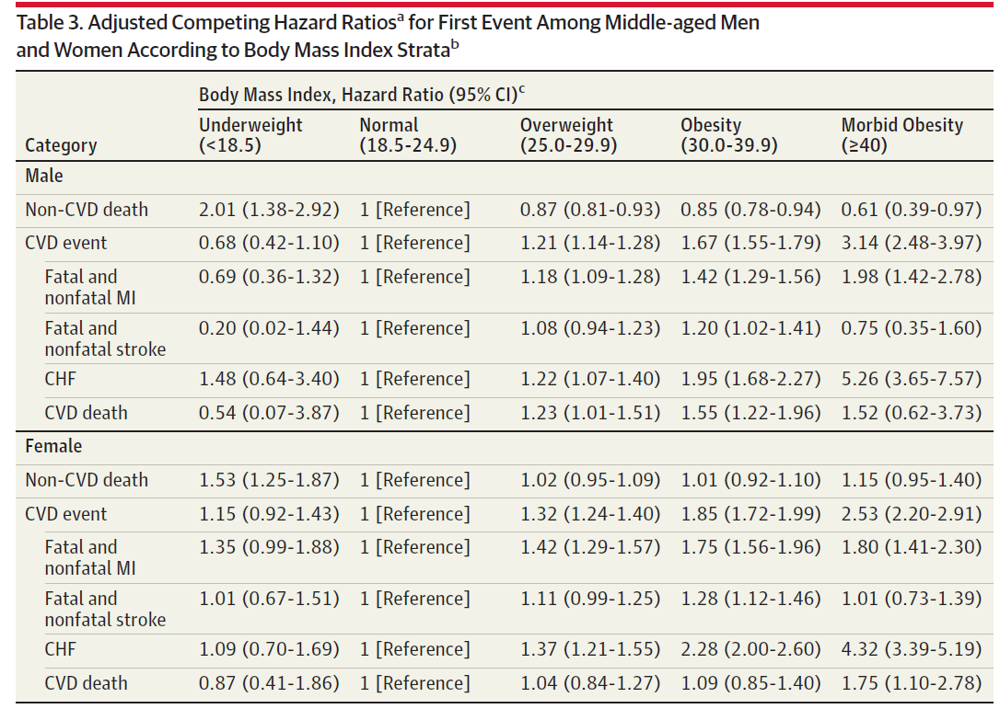 Table 3. Adjusted Competing Hazard Ratiosᵃ for First Event Among Middle-aged Men
and Women According to Body Mass Index Strataᵇ
Body Mass Index, Hazard Ratio (95% CI)ᶜ
Category Underweight (<18.5) Normal (18.5-24.9) Overweight (25.0-29.9) Obesity (30.0-39.9) Morbid Obesity (≥40)
Male
Non-CVD death 2.01 (1.38-2.92) 1 [Reference] 0.87 (0.81-0.93) 0.85 (0.78-0.94) 0.61 (0.39-0.97)
CVD event 0.68 (0.42-1.10) 1 [Reference] 1.21 (1.14-1.28) 1.67 (1.55-1.79) 3.14 (2.48-3.97)
Fatal and nonfatal MI 0.69 (0.36-1.32) 1 [Reference] 1.18 (1.09-1.28) 1.42 (1.29-1.56) 1.98 (1.42-2.78)
Fatal and nonfatal stroke 0.20 (0.02-1.44) 1 [Reference] 1.08 (0.94-1.23) 1.20 (1.02-1.41) 0.75 (0.35-1.60)
CHF 1.48 (0.64-3.40) 1 [Reference] 1.22 (1.07-1.40) 1.95 (1.68-2.27) 5.26 (3.65-7.57)
CVD death 0.54 (0.07-3.87) 1 [Reference] 1.23 (1.01-1.51) 1.55 (1.22-1.96) 1.52 (0.62-3.73)
Female
Non-CVD death 1.53 (1.25-1.87) 1 [Reference] 1.02 (0.95-1.09) 1.01 (0.92-1.10) 1.15 (0.95-1.40)
CVD event 1.15 (0.92-1.43) 1 [Reference] 1.32 (1.24-1.40) 1.85 (1.72-1.99) 2.53 (2.20-2.91)
Fatal and nonfatal MI 1.35 (0.99-1.88) 1 [Reference] 1.42 (1.29-1.57) 1.75 (1.56-1.96) 1.80 (1.41-2.30)
Fatal and nonfatal stroke 1.01 (0.67-1.51) 1 [Reference] 1.11 (0.99-1.25) 1.28 (1.12-1.46) 1.01 (0.73-1.39)
CHF 1.09 (0.70-1.69) 1 [Reference] 1.37 (1.21-1.55) 2.28 (2.00-2.60) 4.32 (3.39-5.19)
CVD death 0.87 (0.41-1.86) 1 [Reference] 1.04 (0.84-1.27) 1.09 (0.85-1.40) 1.75 (1.10-2.78)